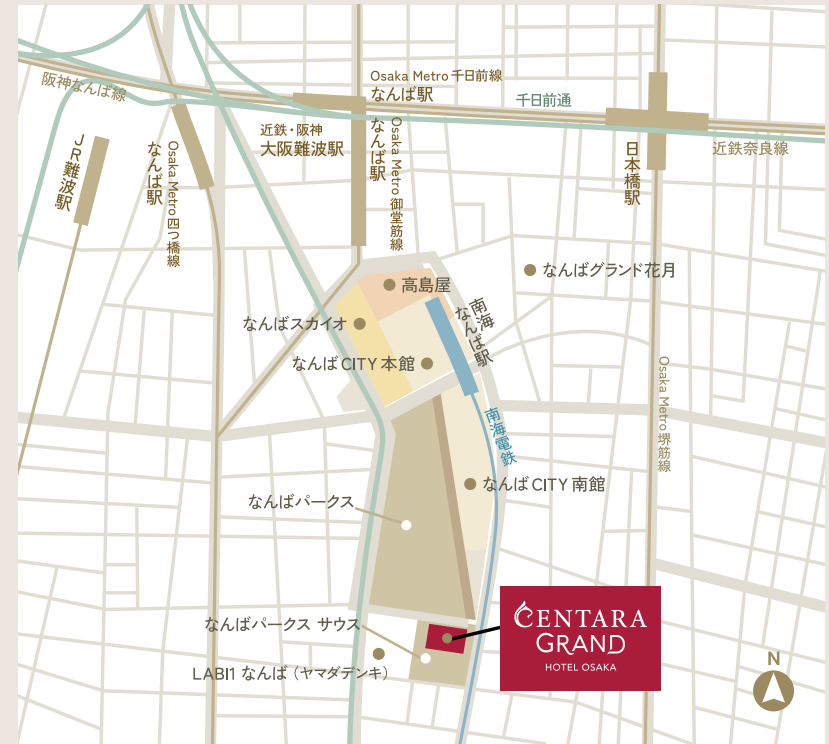 Osaka Metro 千日前線
なんば駅
阪神なんば線
千日前通
近鉄・阪神
大阪難波駅
なんば駅
Osaka Metro 御堂筋線
JR難波駅
なんば駅
Osaka Metro 四つ橋線
日本橋駅
近鉄奈良線
なんばグランド花月
高島屋
南海
なんば駅
なんばスカイオ
なんばCITY 本館
Osaka Metro 堺筋線
南海電鉄
なんばCITY 南館
なんばパークス
なんばパークス サウス
LABI1 なんば（ヤマダデンキ）
CENTARA
GRAND
HOTEL OSAKA
N